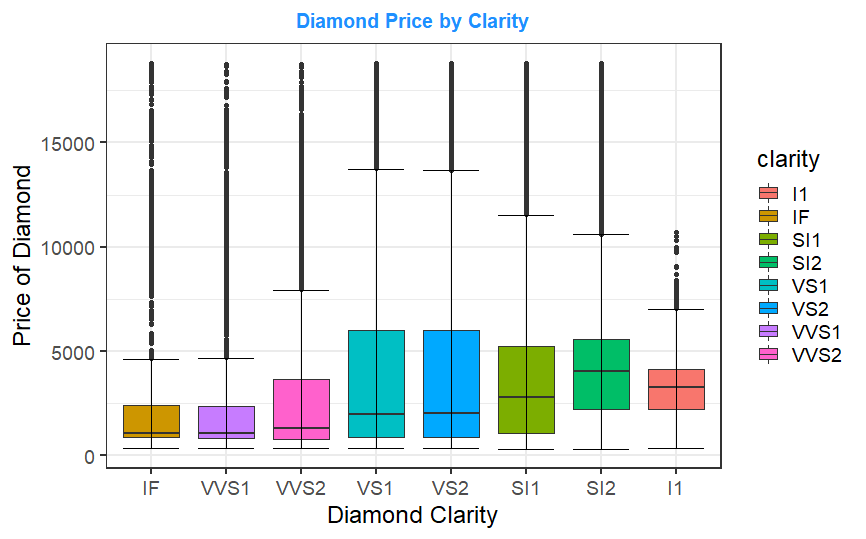 Diamond Price by Clarity
Price of Diamond
15000
10000
5000
0
IF VVS1 VVS2 VS1 VS2 SI1 SI2 I1
Diamond Clarity
clarity
I1
IF
SI1
SI2
VS1
VS2
VVS1
VVS2